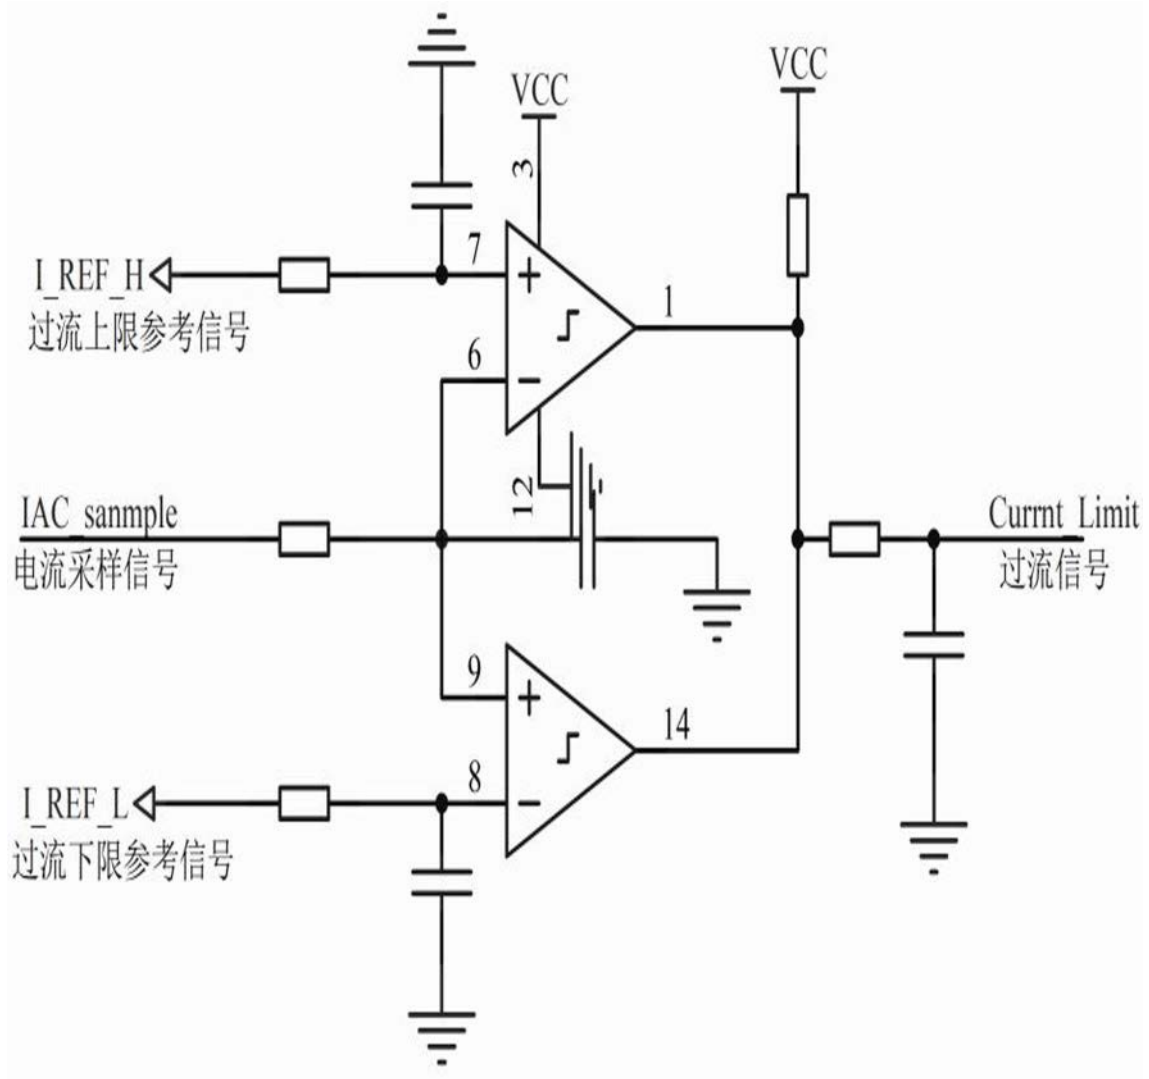 VCC
VCC
3
7
I_REF_H
过流上限参考信号
1
6
12
IAC_sanmple
电流采样信号
Currnt_Limit
过流信号
9
14
8
I_REF_L
过流下限参考信号